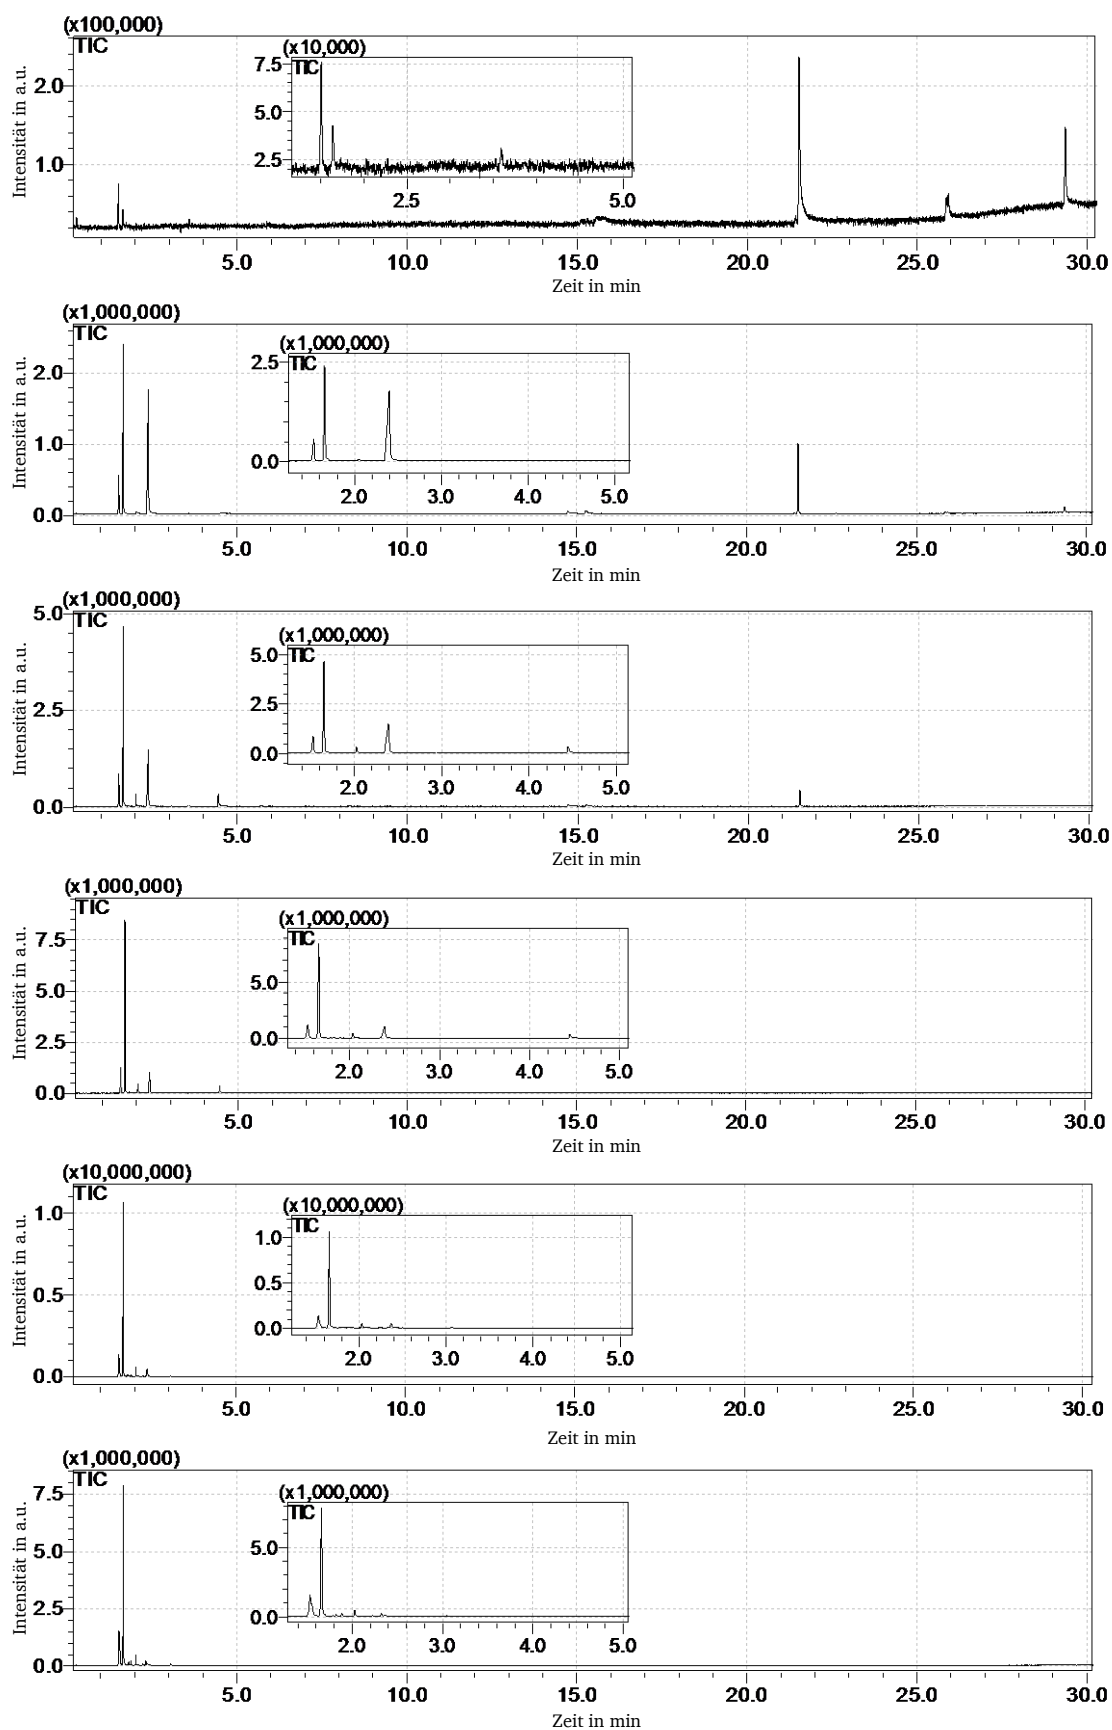 (x100,000)
TIC
Intensität in a.u.
2.0
1.0
(x10,000)
TIC
7.5
5.0
2.5
2.5 5.0
5.0 10.0 15.0 20.0 25.0 30.0
Zeit in min
(x1,000,000)
TIC
Intensität in a.u.
2.0
1.0
0.0
(x1,000,000)
TIC
2.5
0.0
2.0 3.0 4.0 5.0
5.0 10.0 15.0 20.0 25.0 30.0
Zeit in min
(x1,000,000)
TIC
Intensität in a.u.
5.0
2.5
0.0
(x1,000,000)
TIC
5.0
2.5
0.0
2.0 3.0 4.0 5.0
5.0 10.0 15.0 20.0 25.0 30.0
Zeit in min
(x1,000,000)
TIC
Intensität in a.u.
7.5
5.0
2.5
0.0
(x1,000,000)
TIC
5.0
0.0
2.0 3.0 4.0 5.0
5.0 10.0 15.0 20.0 25.0 30.0
Zeit in min
(x10,000,000)
TIC
Intensität in a.u.
1.0
0.5
0.0
(x10,000,000)
TIC
1.0
0.5
0.0
2.0 3.0 4.0 5.0
5.0 10.0 15.0 20.0 25.0 30.0
Zeit in min
(x1,000,000)
TIC
Intensität in a.u.
7.5
5.0
2.5
0.0
(x1,000,000)
TIC
5.0
0.0
2.0 3.0 4.0 5.0
5.0 10.0 15.0 20.0 25.0 30.0
Zeit in min